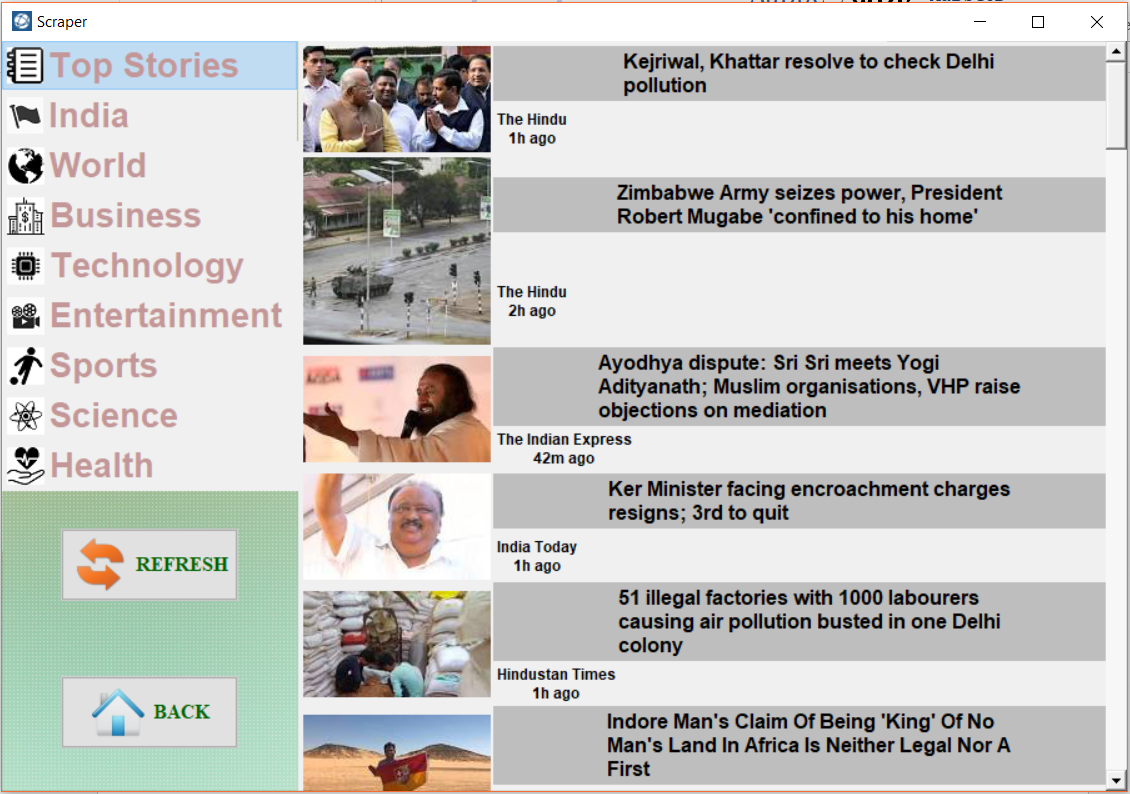 Scraper
Top Stories
India
World
Business
Technology
Entertainment
Sports
Science
Health
REFRESH
BACK
Kejriwal, Khattar resolve to check Delhi
pollution
The Hindu
1h ago
Zimbabwe Army seizes power, President
Robert Mugabe 'confined to his home'
The Hindu
2h ago
Ayodhya dispute: Sri Sri meets Yogi
Adityanath; Muslim organisations, VHP raise
objections on mediation
The Indian Express
42m ago
Ker Minister facing encroachment charges
resigns; 3rd to quit
India Today
1h ago
51 illegal factories with 1000 labourers
causing air pollution busted in one Delhi
colony
Hindustan Times
1h ago
Indore Man's Claim Of Being 'King' Of No
Man's Land In Africa Is Neither Legal Nor A
First